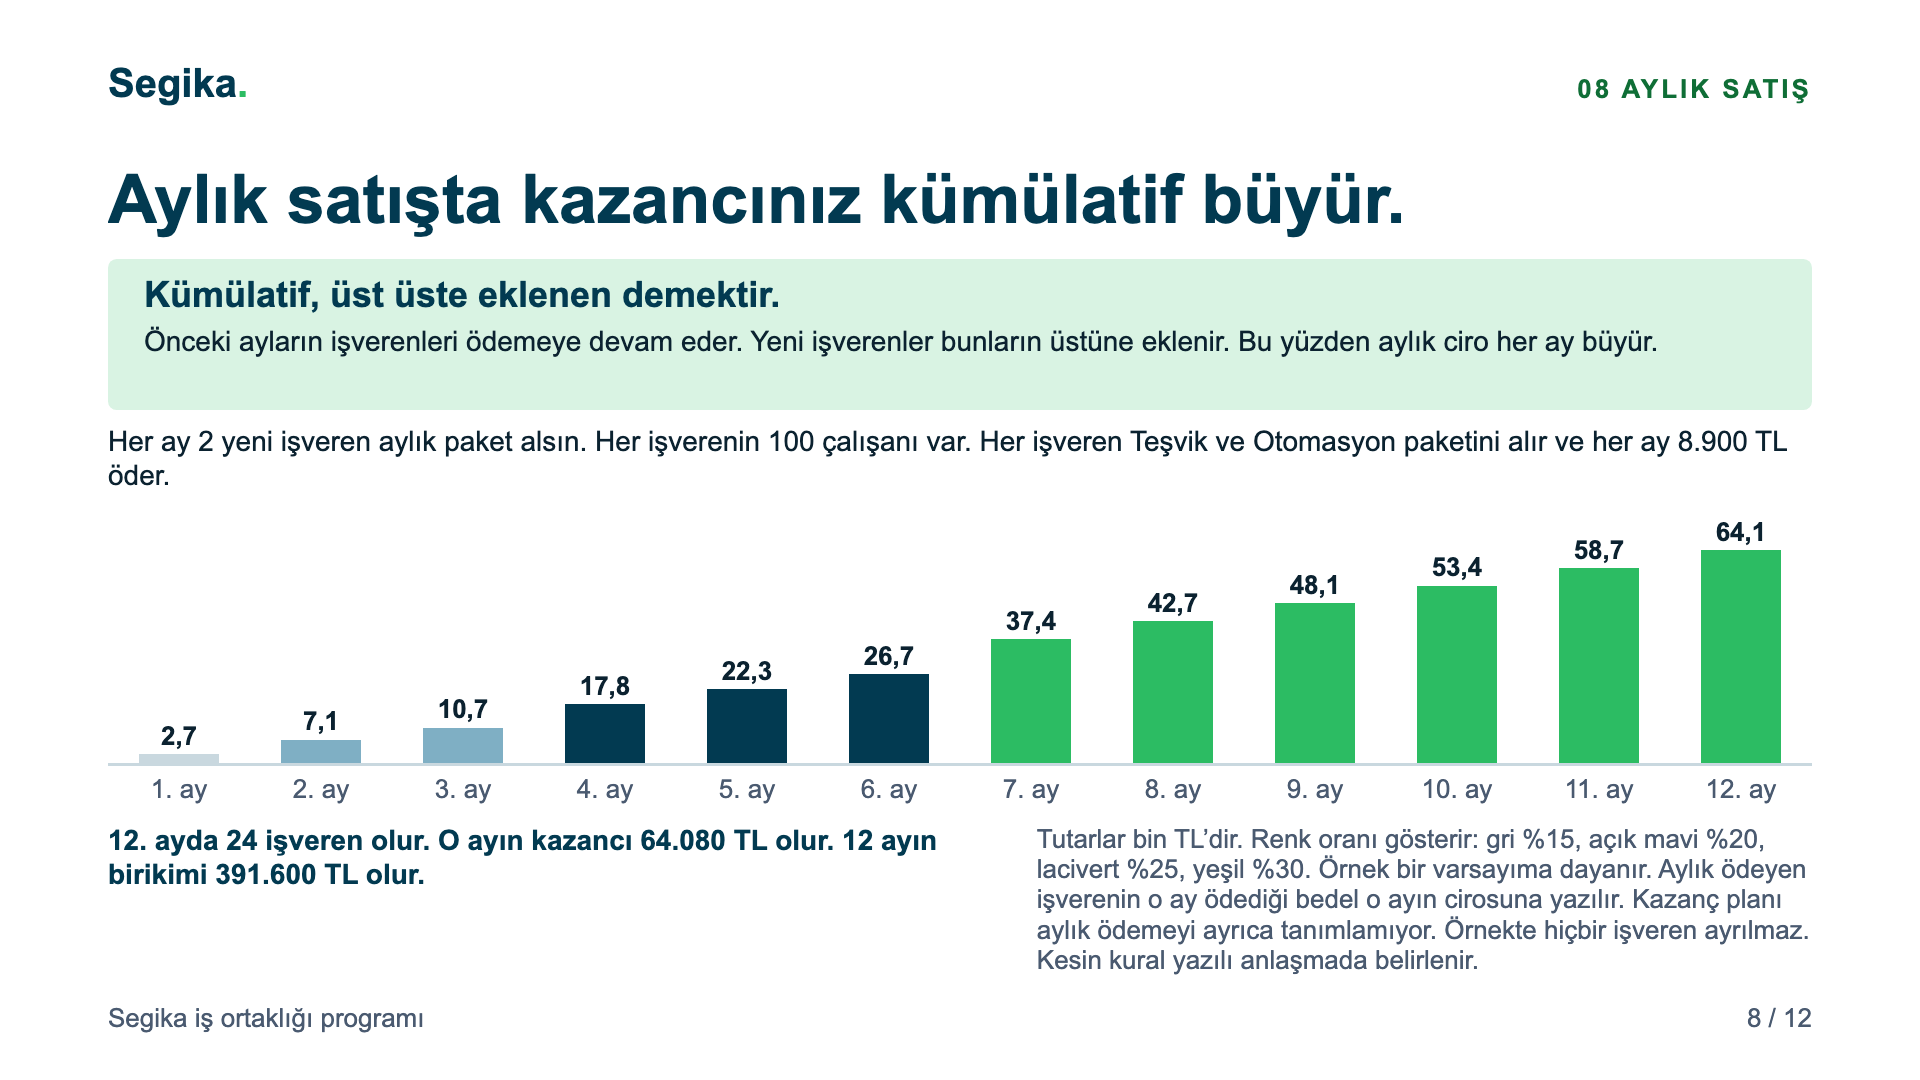 Segika.
08 AYLIK SATIŞ
Aylık satışta kazancınız kümülatif büyür.
Kümülatif, üst üste eklenen demektir.
Önceki ayların işverenleri ödemeye devam eder. Yeni işverenler bunların üstüne eklenir. Bu yüzden aylık ciro her ay büyür.
Her ay 2 yeni işveren aylık paket alsın. Her işverenin 100 çalışanı var. Her işveren Teşvik ve Otomasyon paketini alır ve her ay 8.900 TL
öder.
2,7
7,1
10,7
17,8
22,3
26,7
37,4
42,7
48,1
53,4
58,7
64,1
1. ay
2. ay
3. ay
4. ay
5. ay
6. ay
7. ay
8. ay
9. ay
10. ay
11. ay
12. ay
12. ayda 24 işveren olur. O ayın kazancı 64.080 TL olur. 12 ayın
birikimi 391.600 TL olur.
Tutarlar bin TL’dir. Renk oranı gösterir: gri %15, açık mavi %20,
lacivert %25, yeşil %30. Örnek bir varsayıma dayanır. Aylık ödeyen
işverenin o ay ödediği bedel o ayın cirosuna yazılır. Kazanç planı
aylık ödemeyi ayrıca tanımlamıyor. Örnekte hiçbir işveren ayrılmaz.
Kesin kural yazılı anlaşmada belirlenir.
Segika iş ortaklığı programı
8 / 12